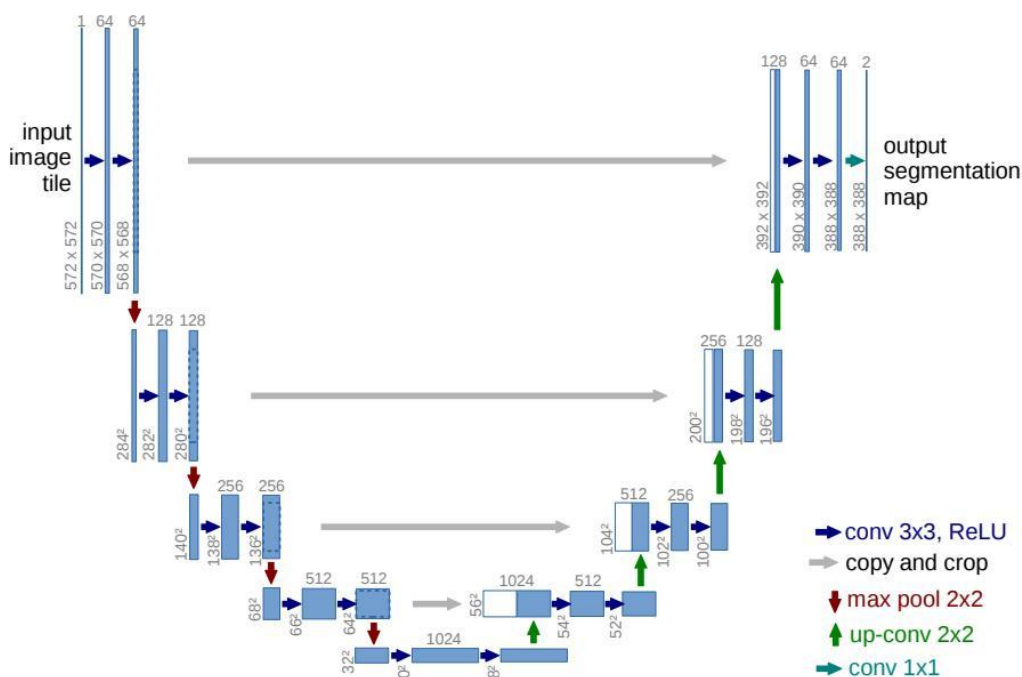 1 64 64
input
image
tile
572 x 572
570 x 570
568 x 568
128 64 64 2
output
segmentation
map
392 x 392
390 x 390
388 x 388
388 x 388
128 128
284²
282²
280²
256 128
200²
198²
196²
256 256
140²
138²
136²
512 256
104²
102²
100²
512 512
68²
66²
64²
1024 512
56²
54²
52²
1024
32²
0²
8²
conv 3x3, ReLU
copy and crop
max pool 2x2
up-conv 2x2
conv 1x1